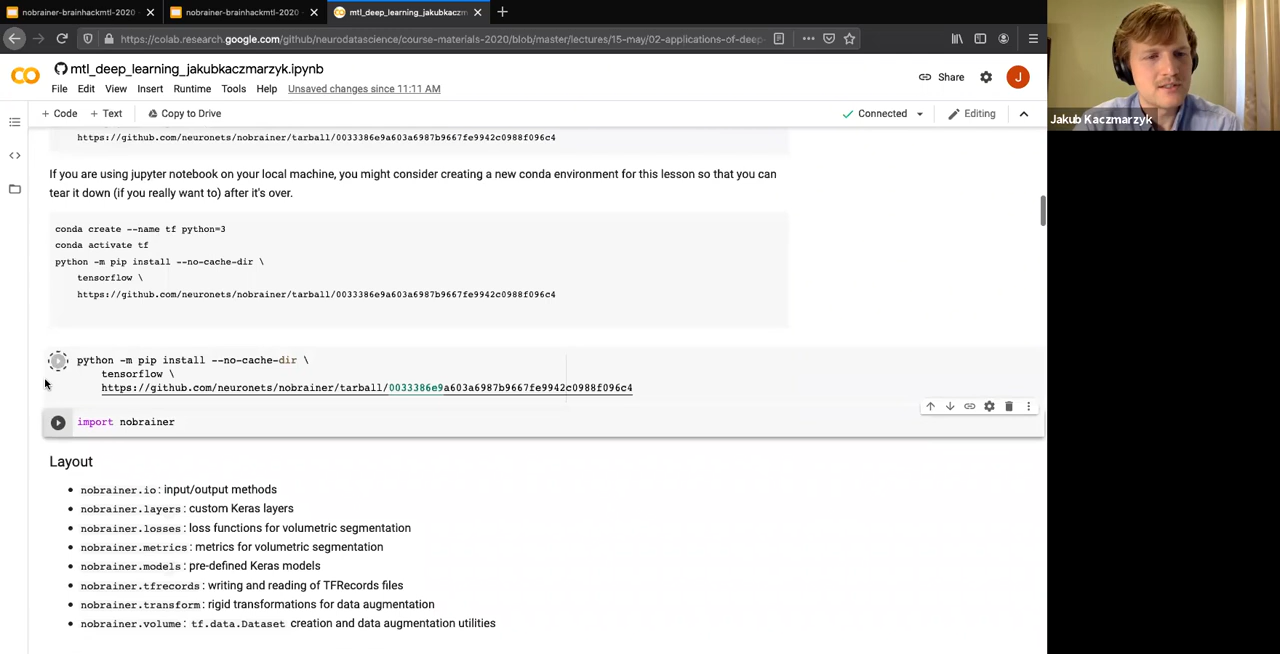 nobrainer-brainhackmtl-2020
nobrainer-brainhackmtl-2020
mtl_deep_learning_jakubkaczm
https://colab.research.google.com/github/neurodatascience/course-materials-2020/blob/master/lectures/15-may/02-applications-of-deep-
CO
mtl_deep_learning_jakubkaczmarzyk.ipynb
File Edit View Insert Runtime Tools Help Unsaved changes since 11:11 AM
Share
J
+ Code + Text Copy to Drive
Connected
Editing
Jakub Kaczmarzyk
https://github.com/neuronets/nobrainer/tarball/0033386e9a603a6987b9667fe9942c0988f096c4
If you are using jupyter notebook on your local machine, you might consider creating a new conda environment for this lesson so that you can
tear it down (if you really want to) after it's over.
conda create --name tf python=3
conda activate tf
python -m pip install --no-cache-dir \
tensorflow \
https://github.com/neuronets/nobrainer/tarball/0033386e9a603a6987b9667fe9942c0988f096c4
python -m pip install --no-cache-dir \
tensorflow \
https://github.com/neuronets/nobrainer/tarball/0033386e9a603a6987b9667fe9942c0988f096c4
import nobrainer
Layout
• nobrainer.io: input/output methods
• nobrainer.layers: custom Keras layers
• nobrainer.losses: loss functions for volumetric segmentation
• nobrainer.metrics: metrics for volumetric segmentation
• nobrainer.models: pre-defined Keras models
• nobrainer.tfrecords: writing and reading of TFRecords files
• nobrainer.transform: rigid transformations for data augmentation
• nobrainer.volume: tf.data.Dataset creation and data augmentation utilities